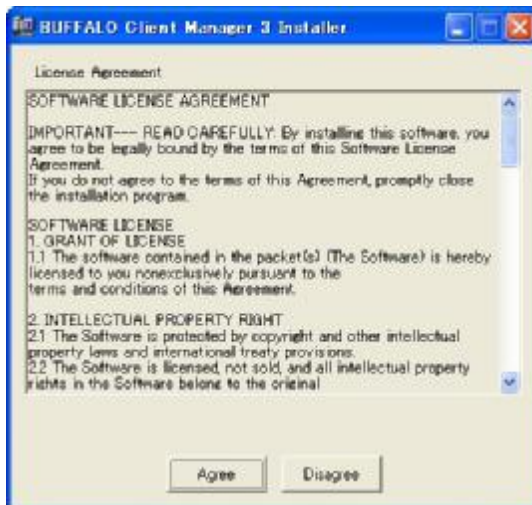 BUFFALO Client Manager 3 Installer
License Agreement
SOFTWARE LICENSE AGREEMENT
IMPORTANT--- READ CAREFULLY: By installing this software, you
agree to be legally bound by the terms of this Software License
Agreement.
If you do not agree to the terms of this Agreement, promptly close
the installlation program.
SOFTWARE LICENSE
1. GRANT OF LICENSE
1.1 The software contained in the packet(s) (The Software) is hereby
licensed to you nonexclusively pursuant to the
terms and conditions of this Agreement.
2. INTELLECTUAL PROPERTY RIGHT
2.1 The Software is protected by copyright and other intellectual
property laws and international treaty provisions.
2.2 The Software is licensed, not sold, and all intellectual property
rights in the Software belong to the original
Agree
Disagree